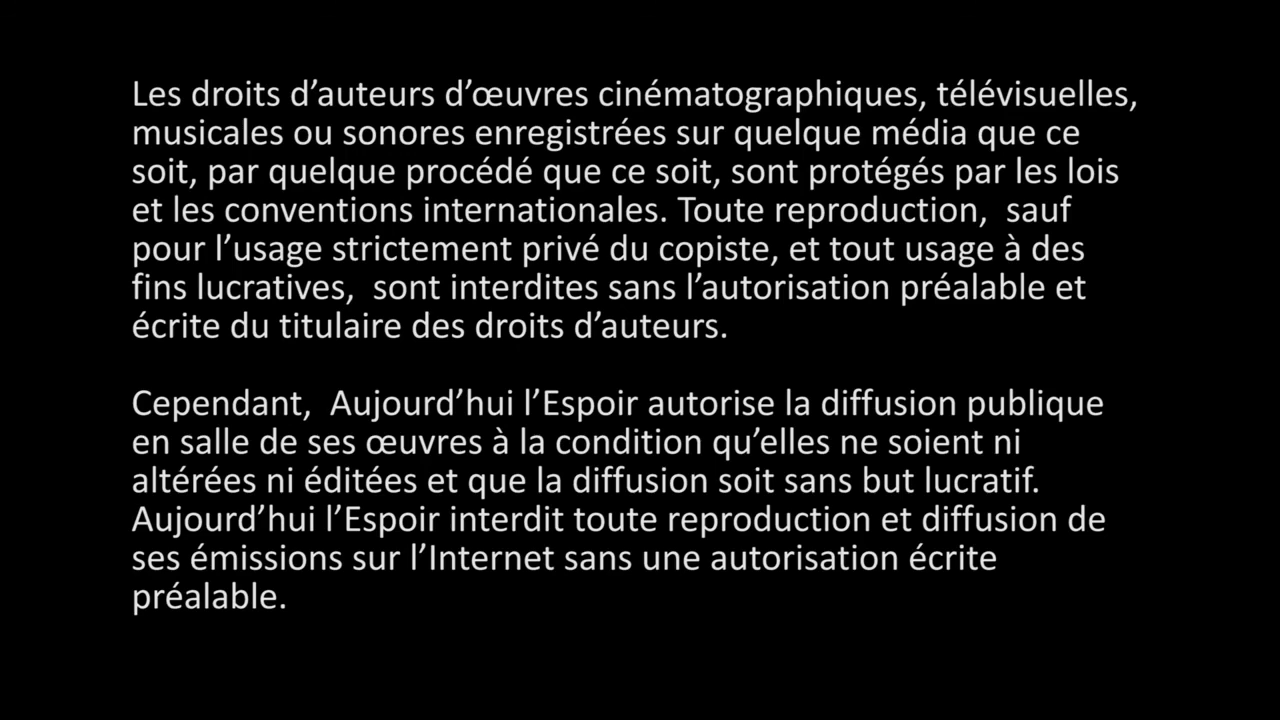 Les droits d’auteurs d’œuvres cinématographiques, télévisuelles,
musicales ou sonores enregistrées sur quelque média que ce
soit, par quelque procédé que ce soit, sont protégés par les lois
et les conventions internationales. Toute reproduction,  sauf
pour l’usage strictement privé du copiste, et tout usage à des
fins lucratives,  sont interdites sans l’autorisation préalable et
écrite du titulaire des droits d’auteurs.

Cependant,  Aujourd’hui l’Espoir autorise la diffusion publique
en salle de ses œuvres à la condition qu’elles ne soient ni
altérées ni éditées et que la diffusion soit sans but lucratif.
Aujourd’hui l’Espoir interdit toute reproduction et diffusion de
ses émissions sur l’Internet sans une autorisation écrite
préalable.